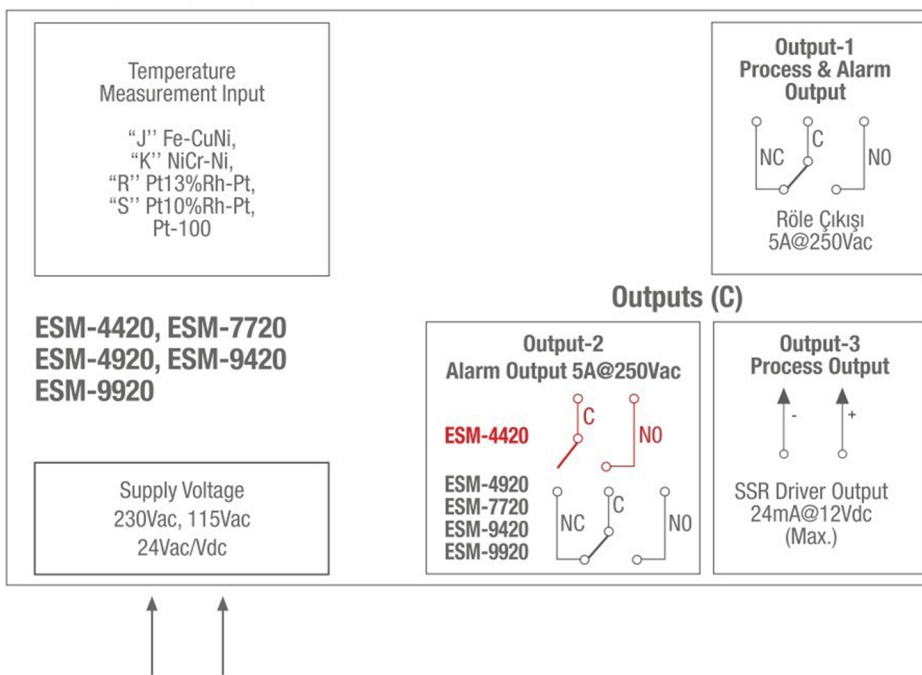 Temperature
Measurement Input
“J’’ Fe-CuNi,
“K’’ NiCr-Ni,
“R’’ Pt13%Rh-Pt,
“S’’ Pt10%Rh-Pt,
Pt-100
Output-1
Process & Alarm
Output
NC
C
NO
Röle Çıkışı
5A@250Vac
ESM-4420, ESM-7720
ESM-4920, ESM-9420
ESM-9920
Outputs (C)
Output-2
Alarm Output 5A@250Vac
ESM-4420
C
NO
ESM-4920
ESM-7720
ESM-9420
ESM-9920
NC
C
NO
Output-3
Process Output
-
+
SSR Driver Output
24mA@12Vdc
(Max.)
Supply Voltage
230Vac, 115Vac
24Vac/Vdc